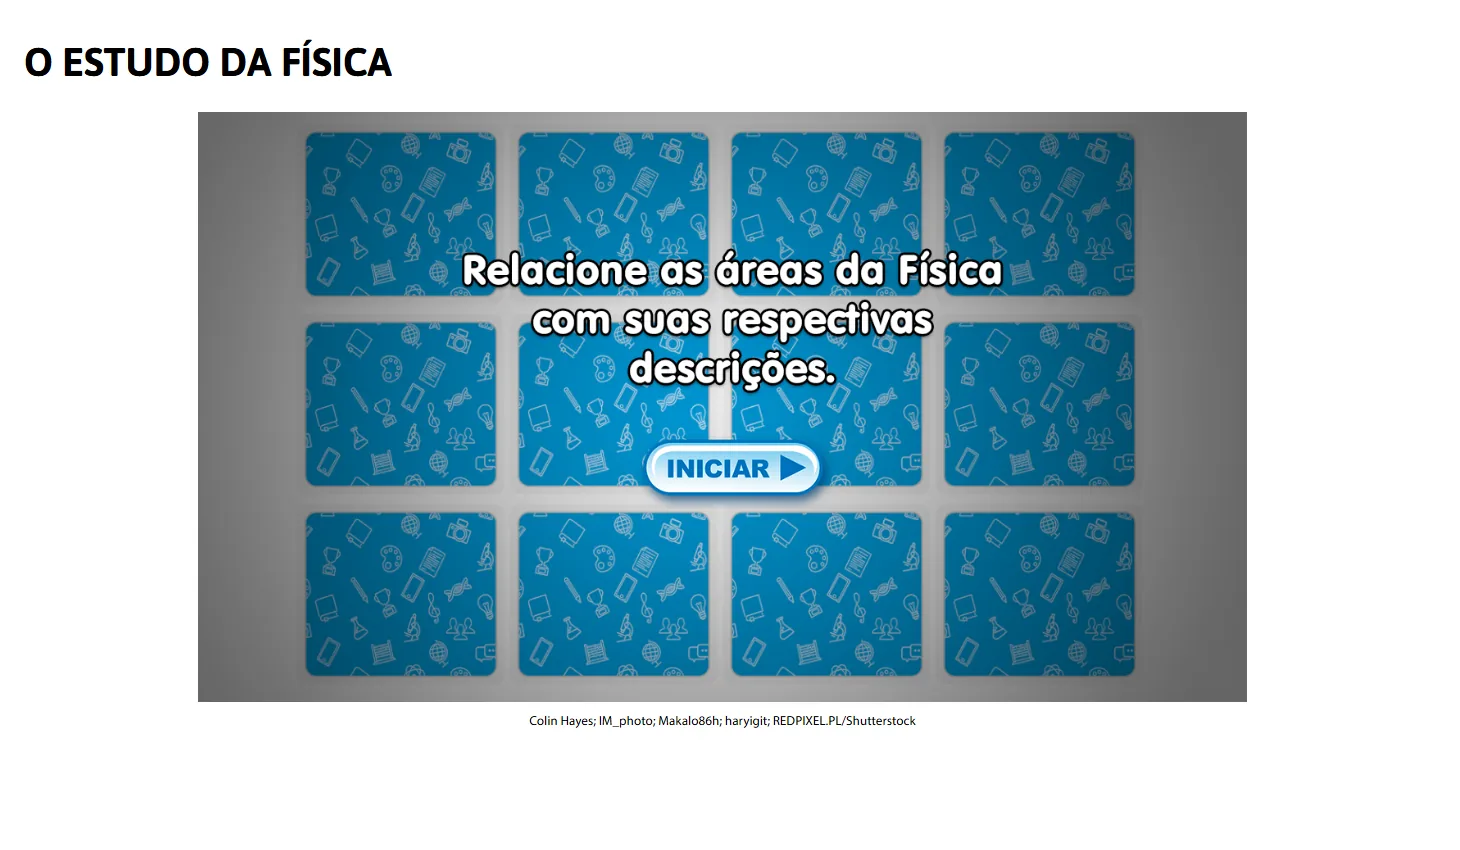 O ESTUDO DA FÍSICA
Relacione as áreas da Física
com suas respectivas
descrições.
INICIAR
Colin Hayes; IM_photo; Makalo86h; haryigit; REDPIXEL.PL/Shutterstock